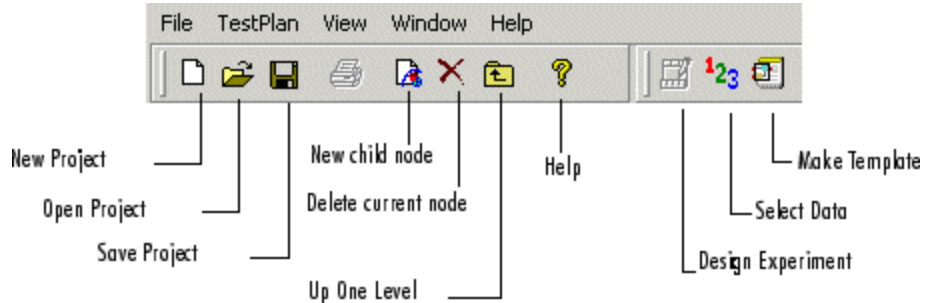 File TestPlan View Window Help
123
New Project
New child node
Help
Make Template
Open Project
Delete current node
Select Data
Save Project
Design Experiment
Up One Level